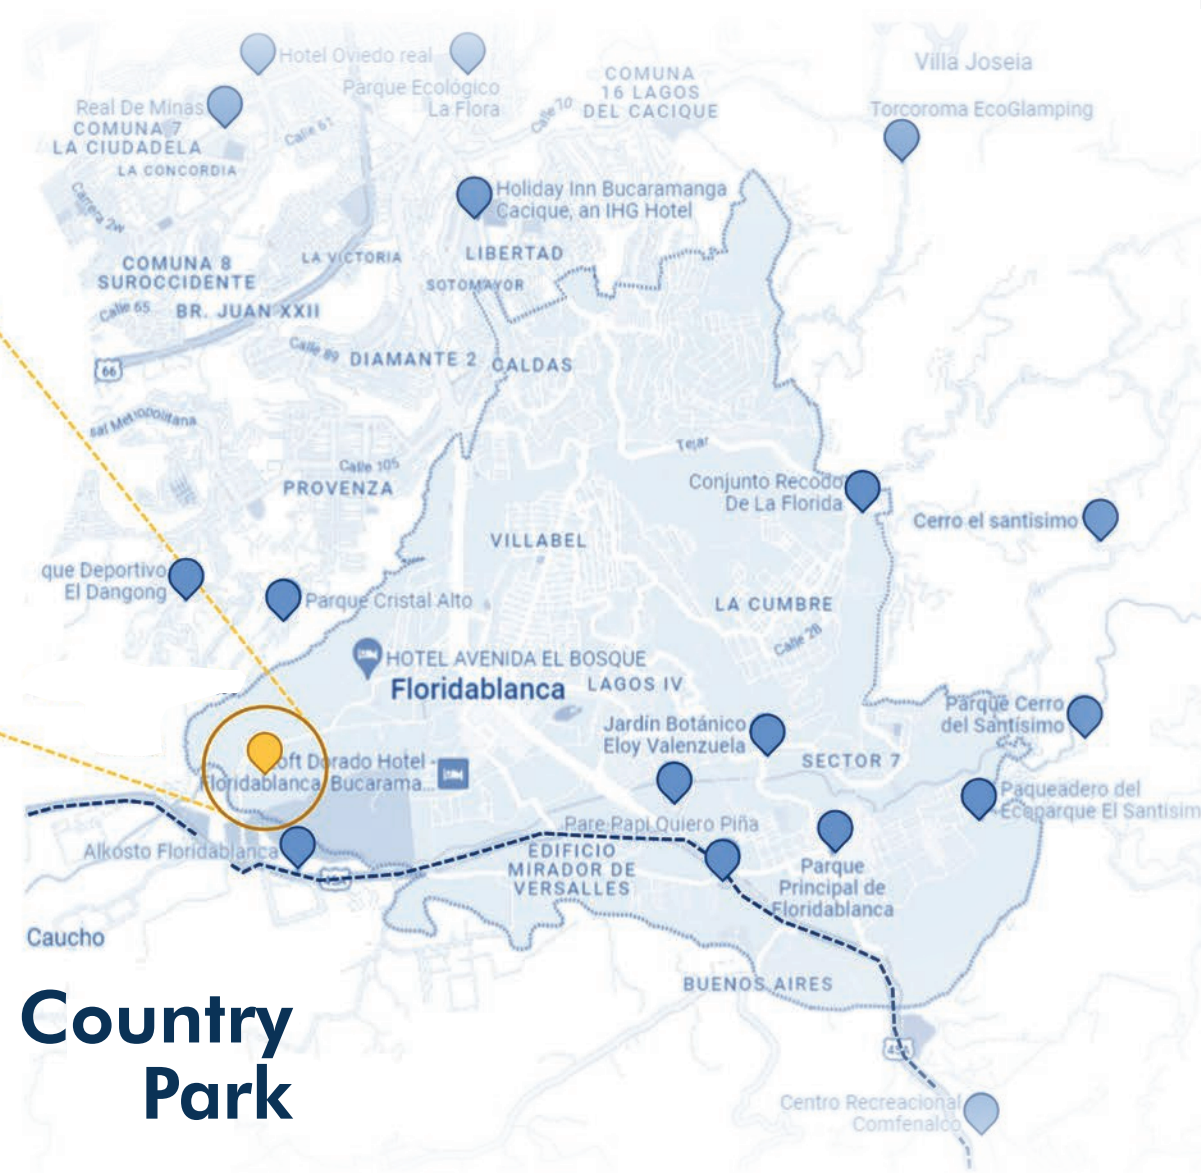 Hotel Oviedo real
Parque Ecológico
La Flora
COMUNA
16 LAGOS
DEL CACIQUE
Villa Joseia
Real De Minas
COMUNA 7
LA CIUDADELA
LA CONCORDIA
Calle 61
Calle 70
Torcoroma EcoGlamping
Carrera 2w
Holiday Inn Bucaramanga
Cacique, an IHG Hotel
LA VICTORIA
LIBERTAD
COMUNA 8
SUROCCIDENTE
SOTOMAYOR
Calle 65
BR. JUAN XXII
Calle 89
DIAMANTE 2
CALDAS
66
sal Metropolitana
Tejar
Calle 105
PROVENZA
Conjunto Recodo
De La Florida
Cerro el santisimo
VILLABEL
que Deportivo
El Dangong
Parque Cristal Alto
LA CUMBRE
Calle 28
HOTEL AVENIDA EL BOSQUE
Floridablanca
LAGOS IV
Parque Cerro
del Santísimo
Jardín Botánico
Eloy Valenzuela
SECTOR 7
oft Dorado Hotel -
Floridablanca, Bucarama...
Paqueadero del
Ecoparque El Santisim
Pare Papi Quiero Piña
Alkosto Floridablanca
EDIFICIO
MIRADOR DE
VERSALLES
Parque
Principal de
Floridablanca
Caucho
BUENOS AIRES
Country
Park
45A
Centro Recreacional
Comfenalco